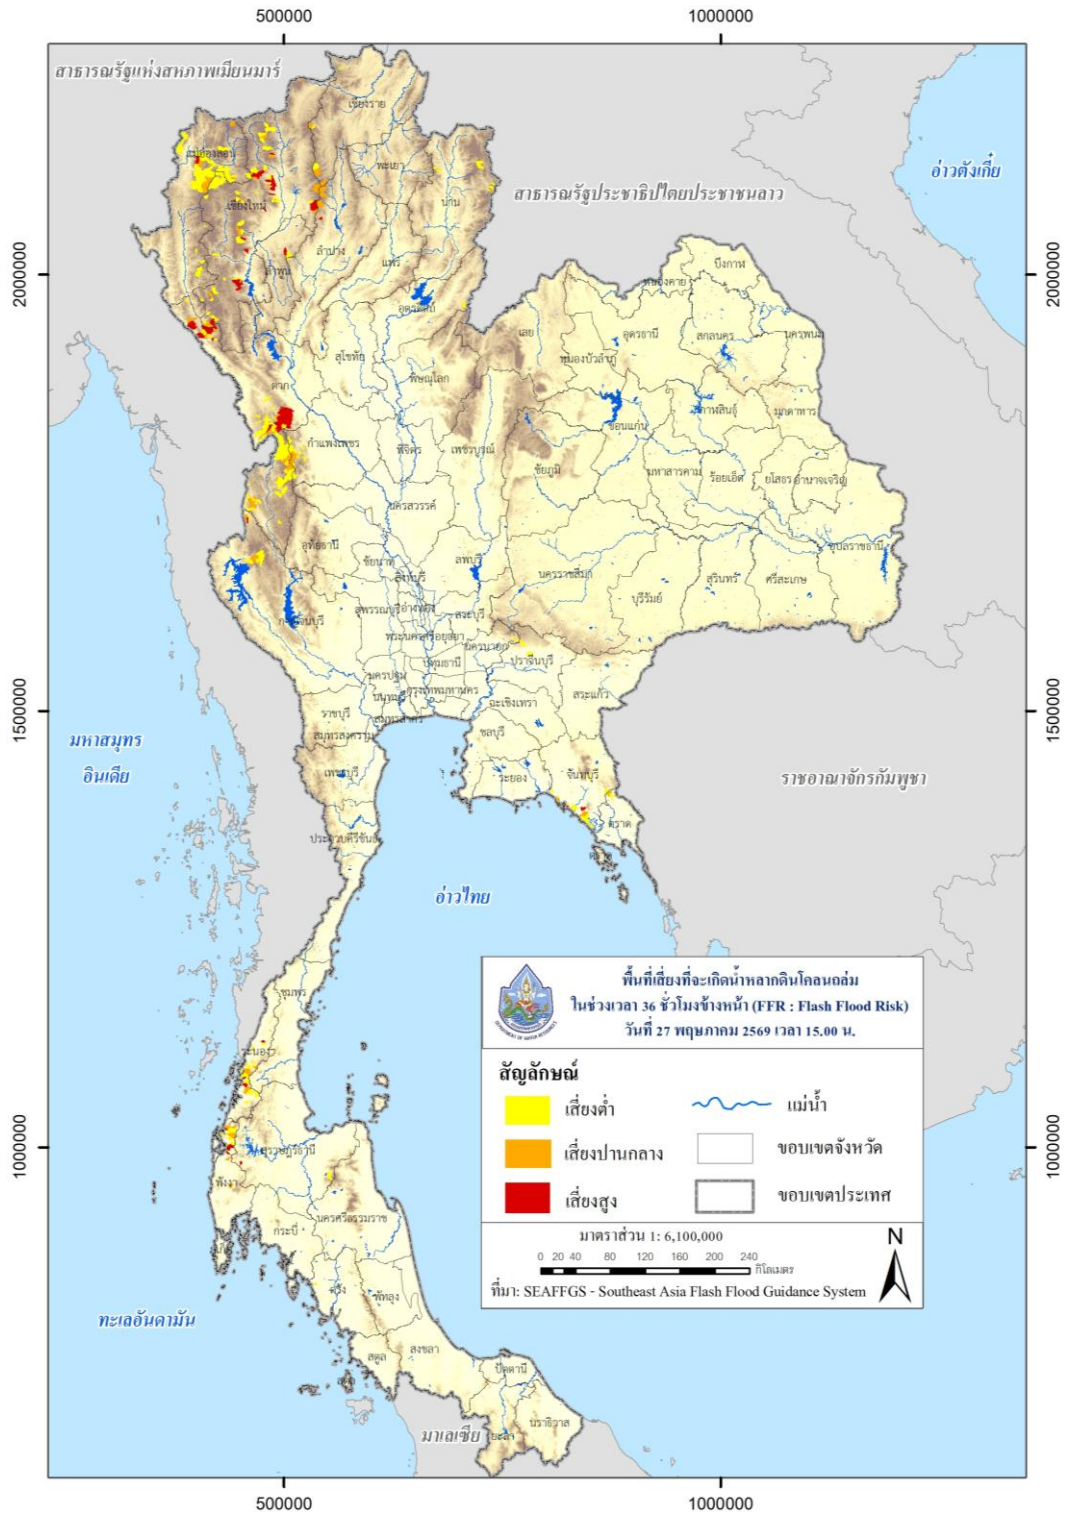 500000
1000000
สาธารณรัฐแห่งสหภาพเมียนมาร์
เชียงราย
อ่าวตังเกี๋ย
แม่ฮ่องสอน
พะเยา
สาธารณรัฐประชาธิปไตยประชาชนลาว
น่าน
เชียงใหม่
ลำปาง
แพร่
ลำพูน
บึงกาฬ
2000000
2000000
หนองคาย
อุตรดิตถ์
เลย
อุดรธานี
สกลนคร
นครพนม
สุโขทัย
หนองบัวลำภู
พิษณุโลก
ตาก
กาฬสินธุ์
มุกดาหาร
ขอนแก่น
กำแพงเพชร
พิจิตร
เพชรบูรณ์
ชัยภูมิ
มหาสารคาม
ร้อยเอ็ด
ยโสธร
อำนาจเจริญ
นครสวรรค์
อุทัยธานี
ชัยนาท
ลพบุรี
อุบลราชธานี
สิงห์บุรี
นครราชสีมา
บุรีรัมย์
สุรินทร์
ศรีสะเกษ
สุพรรณบุรี
อ่างทอง
สระบุรี
กาญจนบุรี
พระนครศรีอยุธยา
นครนายก
ปทุมธานี
ปราจีนบุรี
นครปฐม
นนทบุรี
กรุงเทพมหานคร
สระแก้ว
ฉะเชิงเทรา
1500000
1500000
ราชบุรี
สมุทรสาคร
สมุทรสงคราม
ชลบุรี
มหาสมุทร
อินเดีย
เพชรบุรี
ระยอง
จันทบุรี
ราชอาณาจักรกัมพูชา
ตราด
ประจวบคีรีขันธ์
ตราด
อ่าวไทย
ชุมพร
ระนอง
พื้นที่เสี่ยงที่จะเกิดน้ำหลากดินโคลนถล่ม
ในช่วงเวลา 36 ชั่วโมงข้างหน้า (FFR : Flash Flood Risk)
วันที่ 27 พฤษภาคม 2569 เวลา 15.00 น.
DEPARTMENT OF WATER RESOURCES
สัญลักษณ์
เสี่ยงต่ำ
แม่น้ำ
เสี่ยงปานกลาง
ขอบเขตจังหวัด
เสี่ยงสูง
ขอบเขตประเทศ
มาตราส่วน 1: 6,100,000
N
0 20 40 80 120 160 200 240
กิโลเมตร
ที่มา: SEAFFGS - Southeast Asia Flash Flood Guidance System
1000000
1000000
สุราษฎร์ธานี
พังงา
นครศรีธรรมราช
กระบี่
ตรัง
พัทลุง
ทะเลอันดามัน
สตูล
สงขลา
ปัตตานี
นราธิวาส
ยะลา
มาเลเซีย
500000
1000000